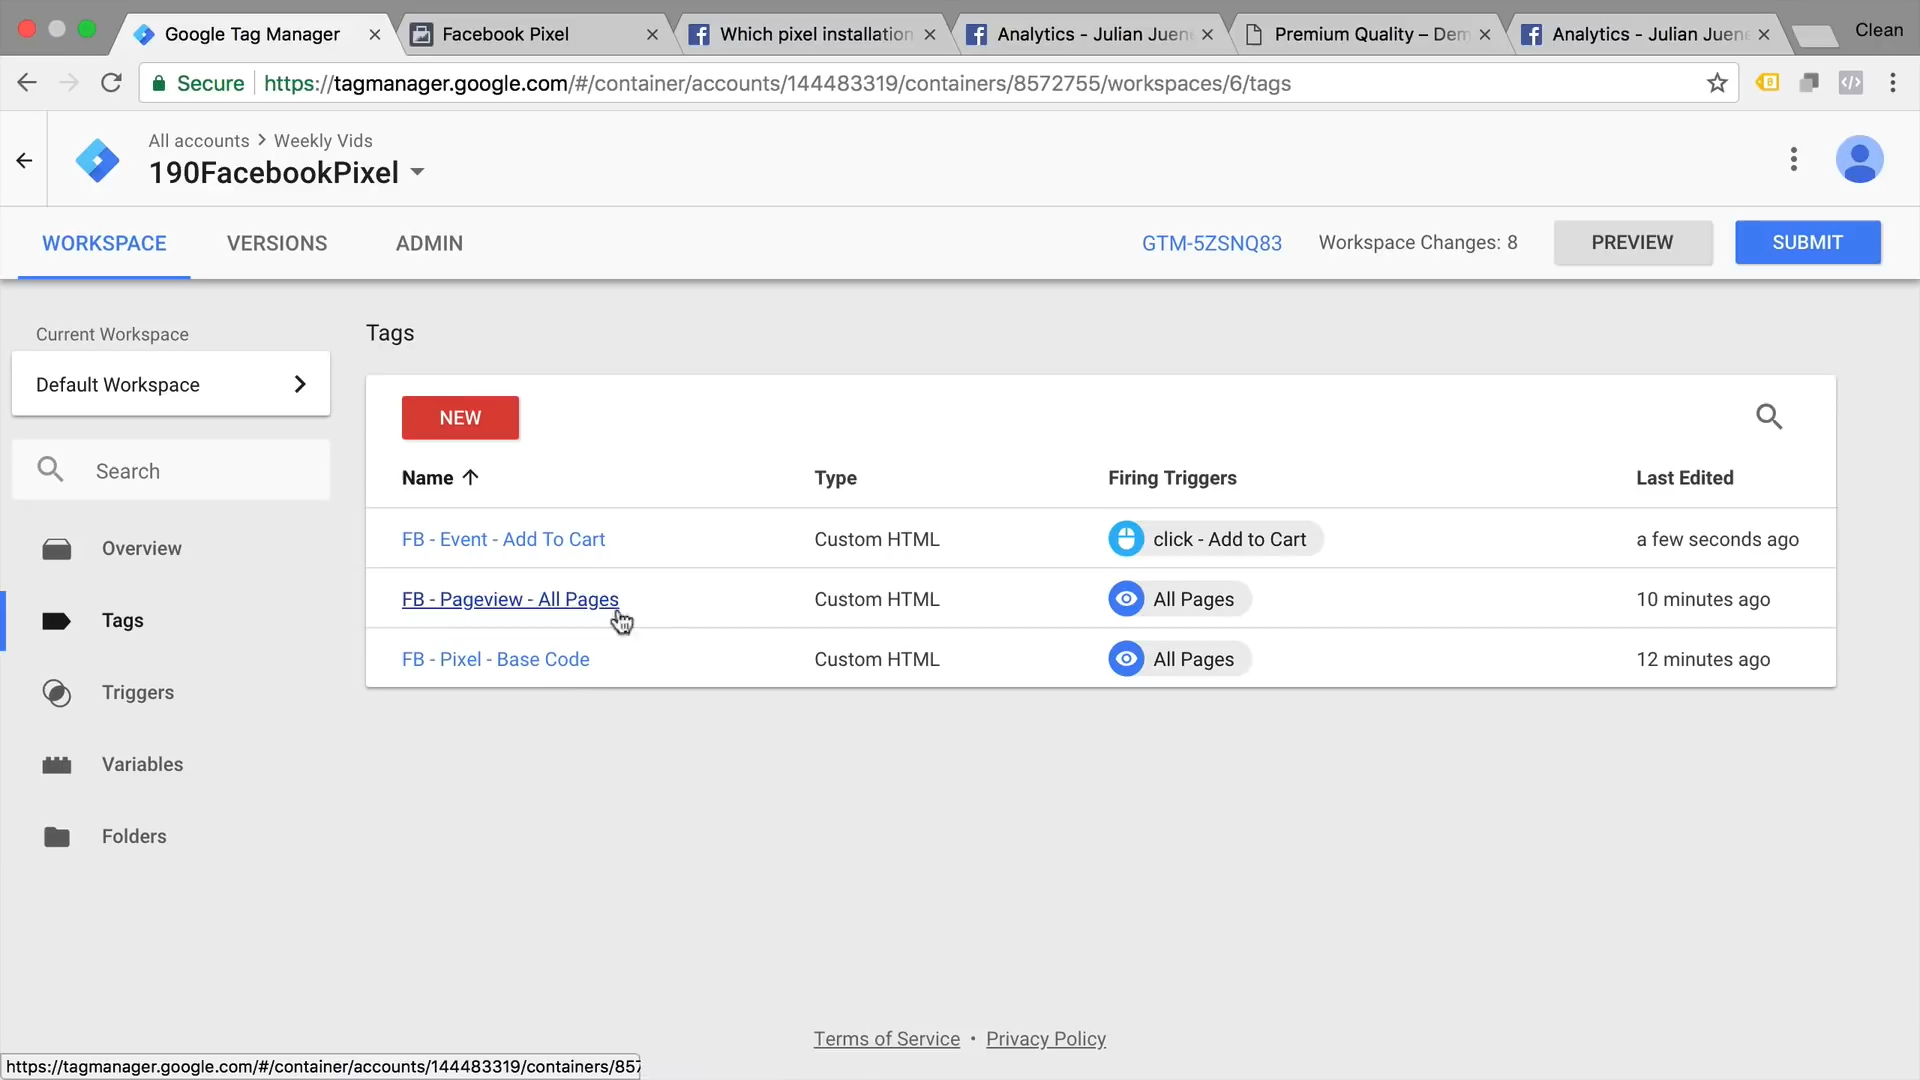 Google Tag Manager
Facebook Pixel
Which pixel installation
Analytics - Julian Juen
Premium Quality – Dem
Analytics - Julian Juene
Clean
Secure
https://tagmanager.google.com/#/container/accounts/144483319/containers/8572755/workspaces/6/tags
All accounts > Weekly Vids
190FacebookPixel
WORKSPACE
VERSIONS
ADMIN
GTM-5ZSNQ83
Workspace Changes: 8
PREVIEW
SUBMIT
Current Workspace
Default Workspace
Search
Overview
Tags
Triggers
Variables
Folders
Tags
NEW
Name
Type
Firing Triggers
Last Edited
FB - Event - Add To Cart
Custom HTML
click - Add to Cart
a few seconds ago
FB - Pageview - All Pages
Custom HTML
All Pages
10 minutes ago
FB - Pixel - Base Code
Custom HTML
All Pages
12 minutes ago
Terms of Service • Privacy Policy
https://tagmanager.google.com/#/container/accounts/144483319/containers/857